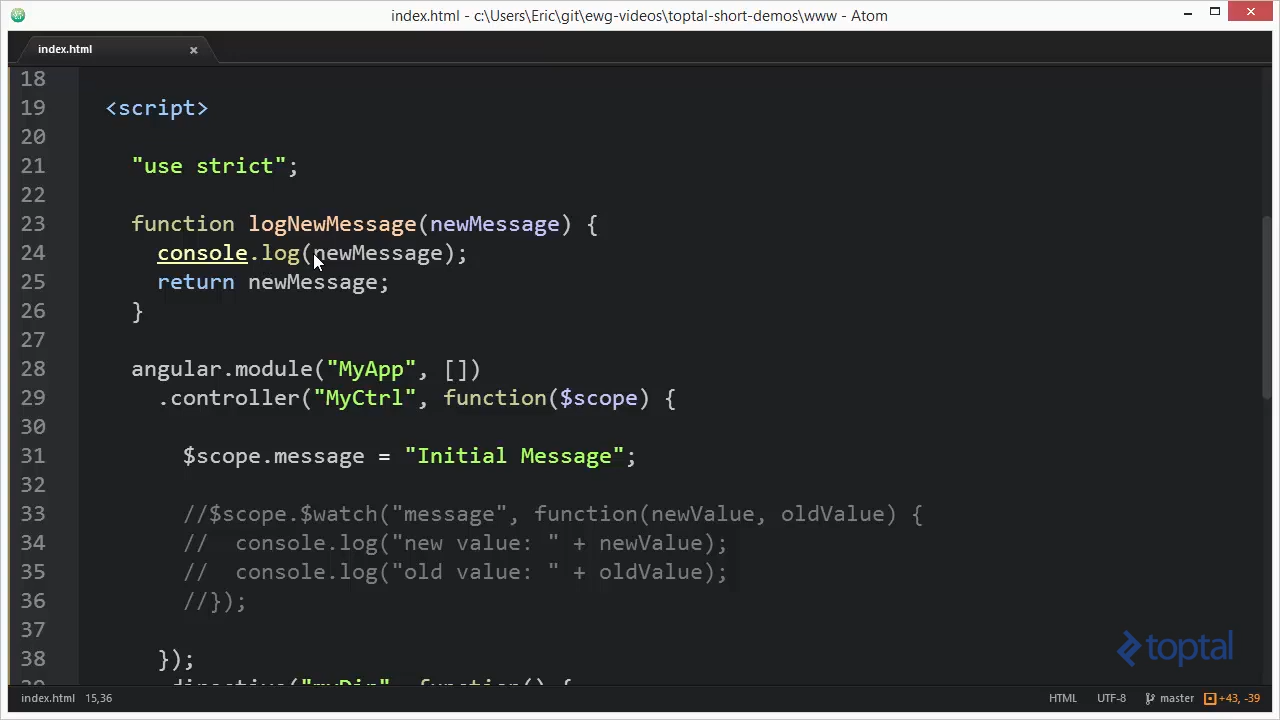 index.html - c:\Users\Eric\git\ewg-videos\toptal-short-demos\www - Atom
index.html
18
19 <script>
20
21 "use strict";
22
23 function logNewMessage(newMessage) {
24 console.log(newMessage);
25 return newMessage;
26 }
27
28 angular.module("MyApp", [])
29 .controller("MyCtrl", function($scope) {
30
31 $scope.message = "Initial Message";
32
33 //$scope.$watch("message", function(newValue, oldValue) {
34 //  console.log("new value: " + newValue);
35 //  console.log("old value: " + oldValue);
36 //});
37
38 });
39 .directive("myDir", function() {
toptal
index.html 15,36 HTML UTF-8 master +43, -39